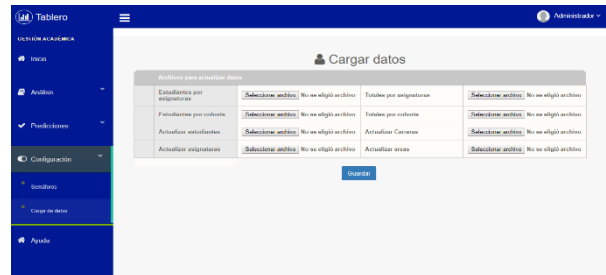 Tablero
Administrador
GESTIÓN ACADÉMICA
Inicio
Cargar datos
Archivos para actualizar datos
Análisis
Estudiantes por asignaturas
Seleccionar archivo No se eligió archivo
Totales por asignaturas
Seleccionar archivo No se eligió archivo
Estudiantes por cohorte
Seleccionar archivo No se eligió archivo
Totales por cohorte
Seleccionar archivo No se eligió archivo
Predicciones
Actualizar estudiantes
Seleccionar archivo No se eligió archivo
Actualizar Carreras
Seleccionar archivo No se eligió archivo
Actualizar asignaturas
Seleccionar archivo No se eligió archivo
Actualizar areas
Seleccionar archivo No se eligió archivo
Configuración
Guardar
Semáforos
Carga de datos
Ayuda